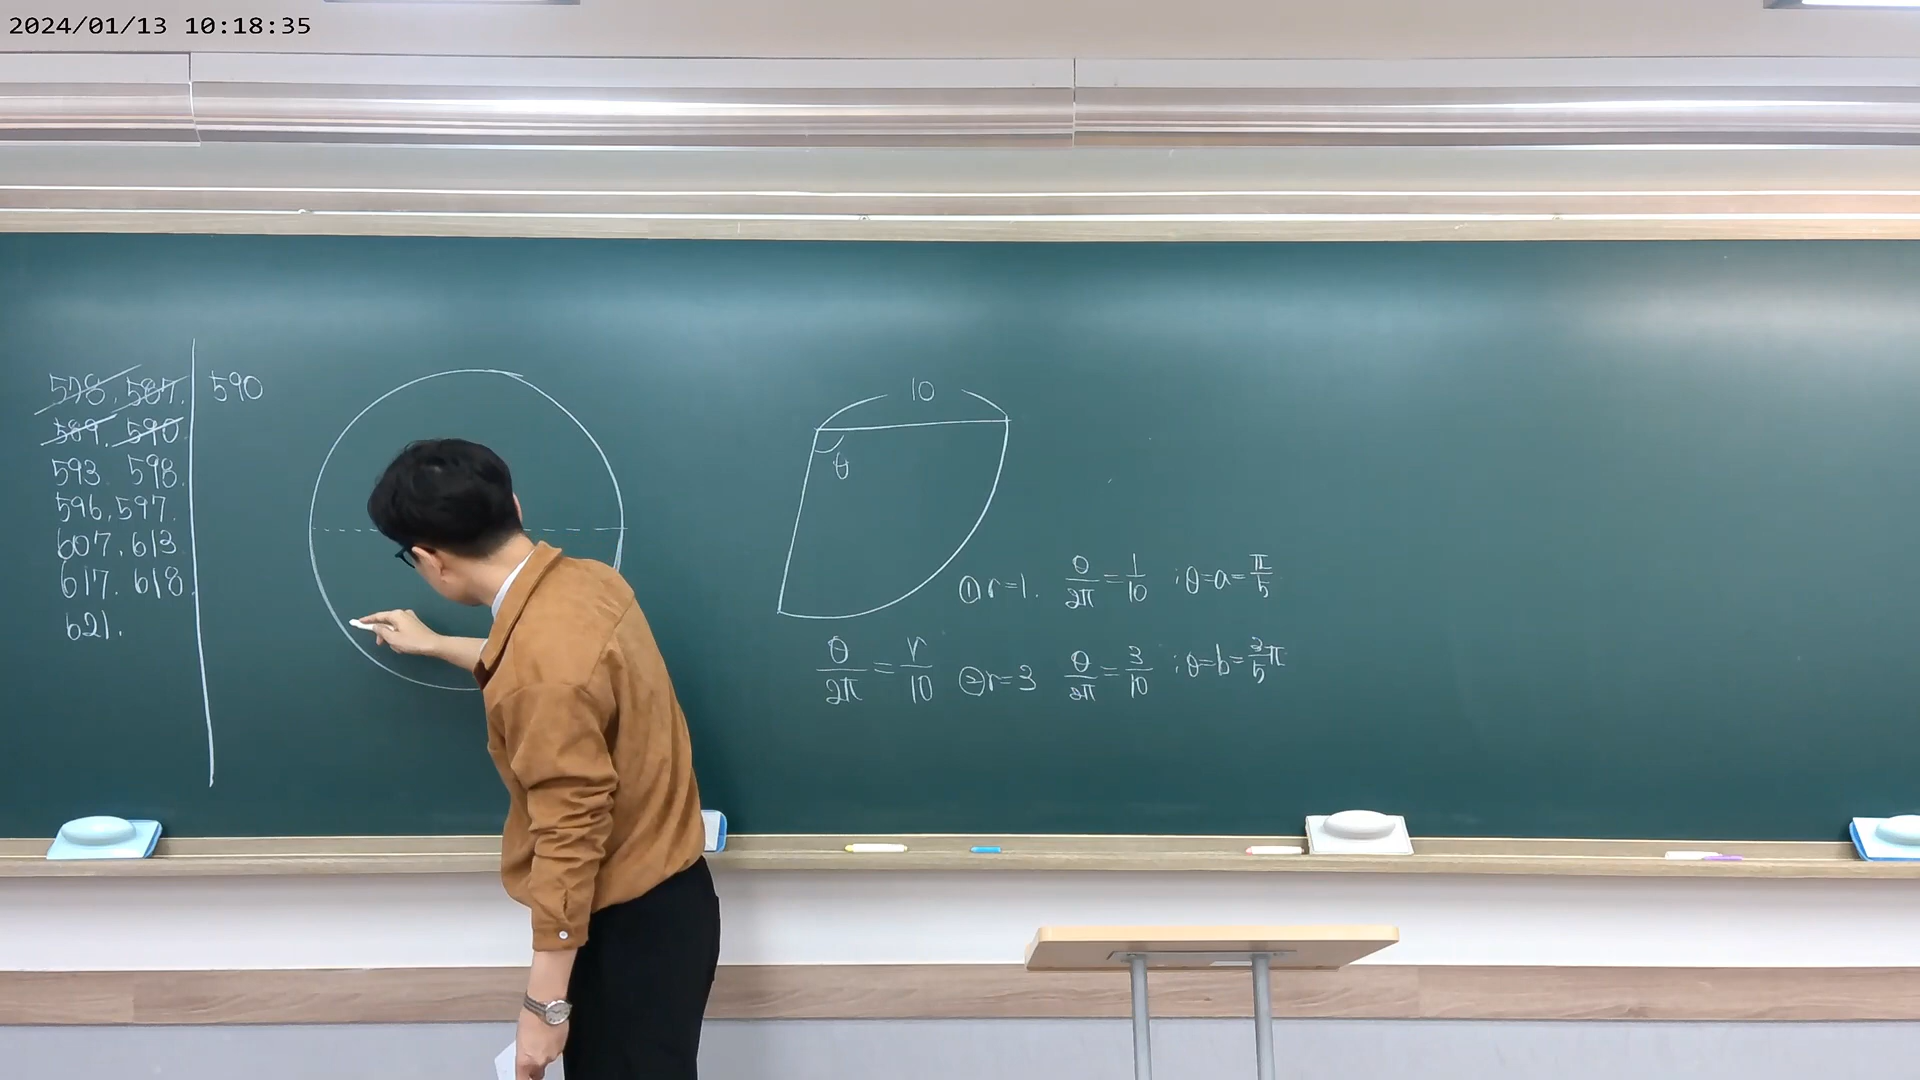 2024/01/13 10:18:35
578. 587.
589. 590.
593. 598.
596, 597.
607. 613
617. 618.
621.
590
10
θ
θ/2π = r/10
① r=1. θ/2π = 1/10 ; θ=a=π/5
② r=3 θ/2π = 3/10 ; θ=b=3/5 π